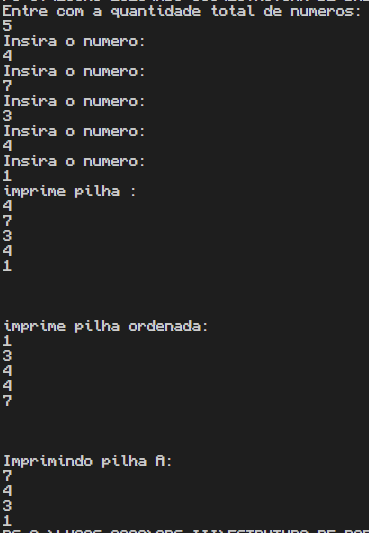 Entre com a quantidade total de numeros:
5
Insira o numero:
4
Insira o numero:
7
Insira o numero:
3
Insira o numero:
4
Insira o numero:
1
imprime pilha :
4
7
3
4
1
imprime pilha ordenada:
1
3
4
4
7
Imprimindo pilha A:
7
4
3
1